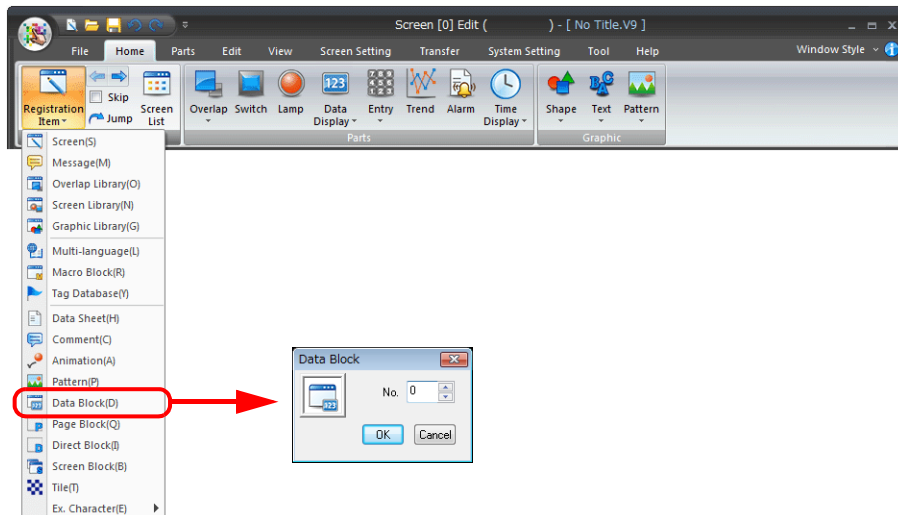 Screen [0] Edit ( ) - [ No Title.V9 ]
File Home Parts Edit View Screen Setting Transfer System Setting Tool Help Window Style
Registration Item
Skip
Jump
Screen List
Overlap
Switch
Lamp
123
Data Display
Entry
Trend
Alarm
Time Display
Shape
ABC
Text
Pattern
Parts
Graphic
Screen(S)
Message(M)
Overlap Library(O)
Screen Library(N)
Graphic Library(G)
Multi-language(L)
Macro Block(R)
Tag Database(Y)
Data Sheet(H)
Comment(C)
Animation(A)
Pattern(P)
Data Block(D)
Page Block(Q)
Direct Block(I)
Screen Block(B)
Tile(T)
Ex. Character(E)
Data Block
123
No. 0
OK Cancel